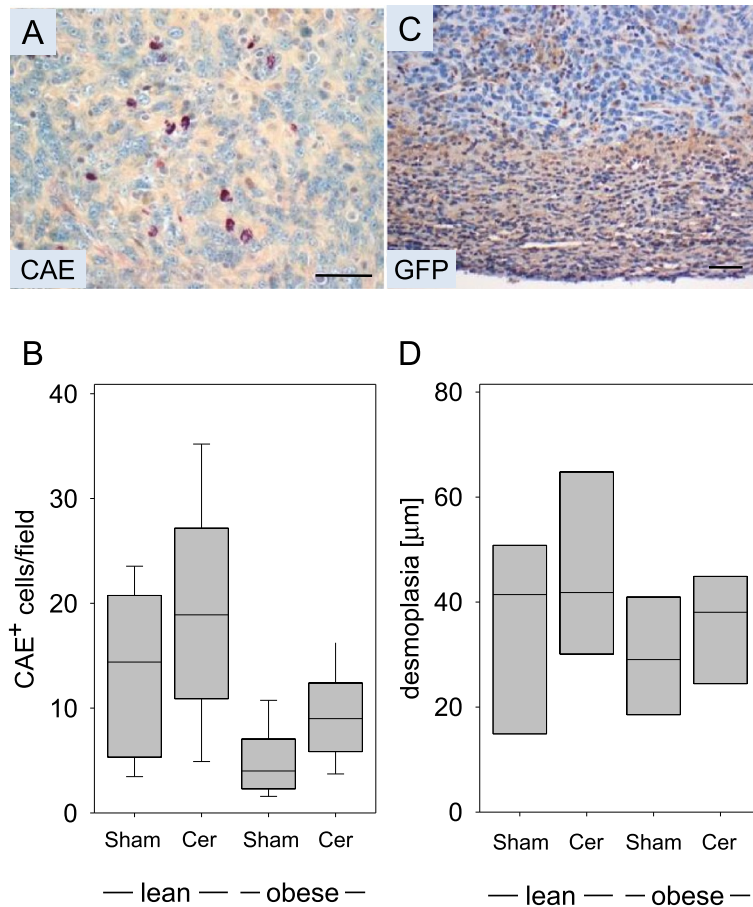 A
CAE
C
GFP
B
40
30
20
10
0
CAE+ cells/field
Sham Cer Sham Cer
lean obese
D
80
60
40
20
0
desmoplasia [µm]
Sham Cer Sham Cer
lean obese